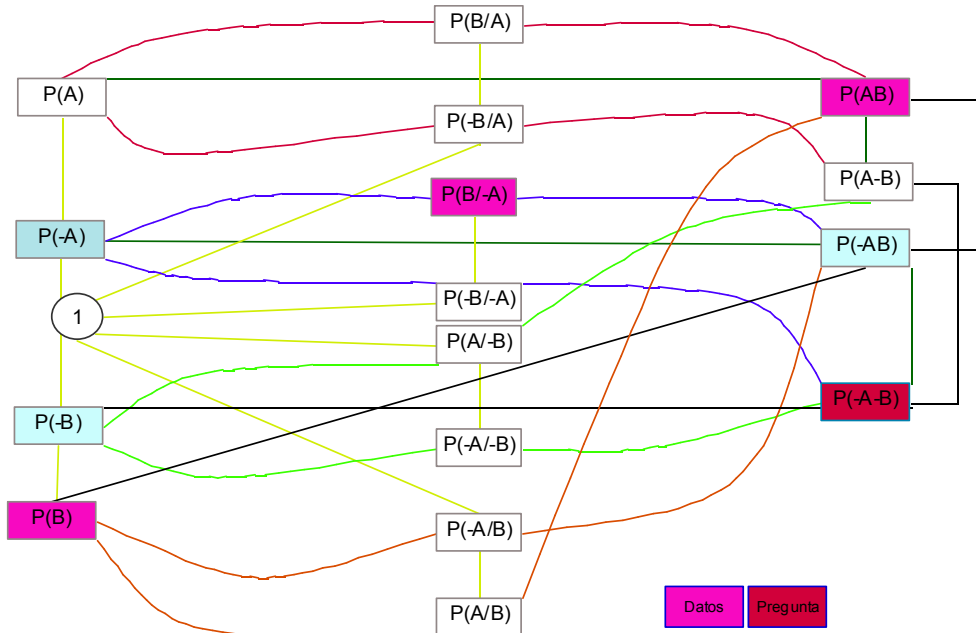 P(B/A)
P(A)
P(AB)
P(-B/A)
P(A-B)
P(B/-A)
P(-A)
P(-AB)
P(-B/-A)
1
P(A/-B)
P(-A-B)
P(-B)
P(-A/-B)
P(B)
P(-A/B)
P(A/B)
Datos
Pregunta